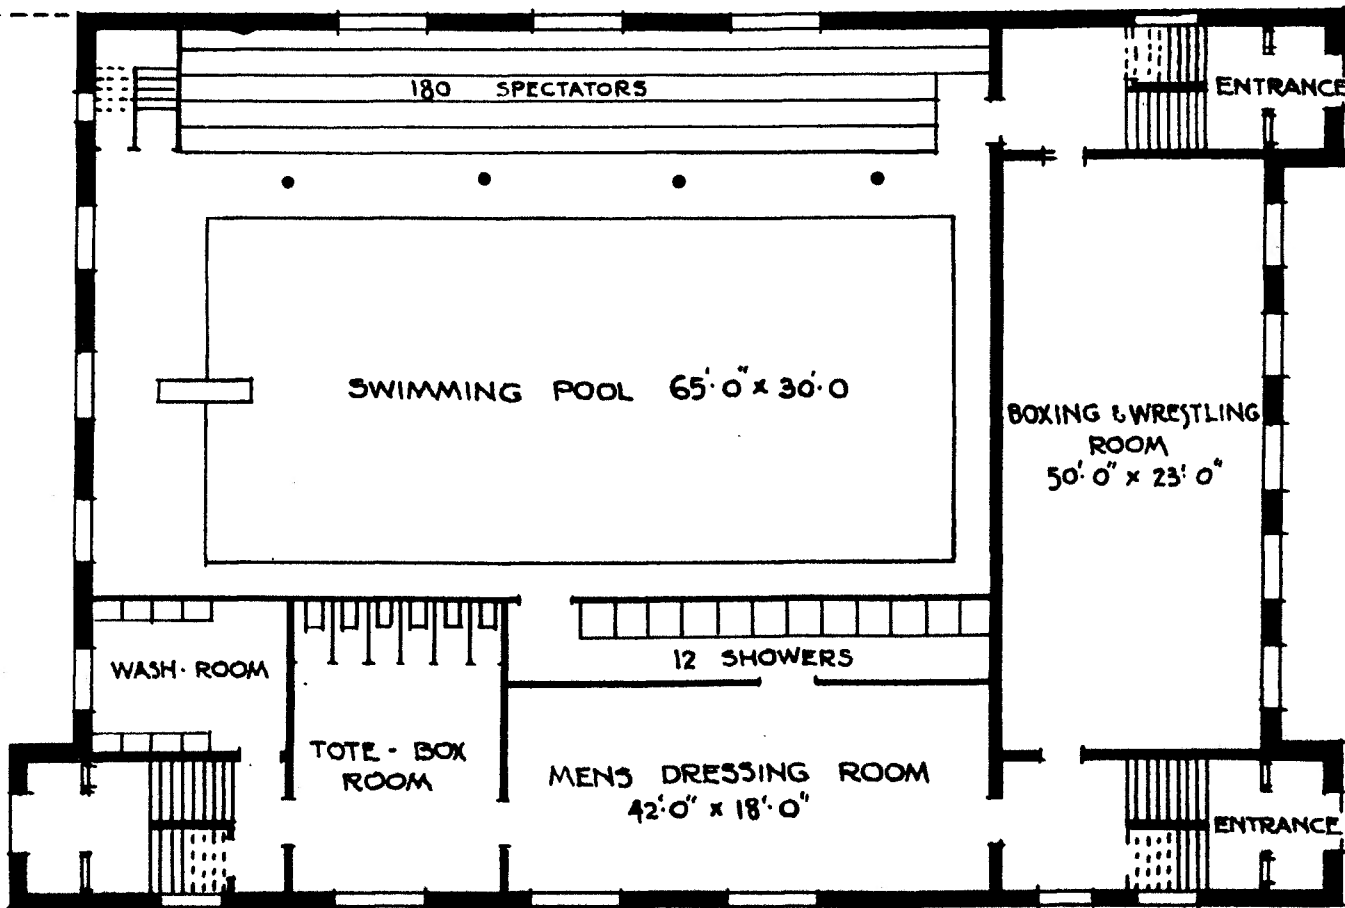 180 SPECTATORS
ENTRANCE
SWIMMING POOL 65'·0" x 30'·0
BOXING & WRESTLING
ROOM
50'·0" x 23'·0"
WASH·ROOM
12 SHOWERS
TOTE - BOX
ROOM
MENS DRESSING ROOM
42'·0" x 18'·0"
ENTRANCE